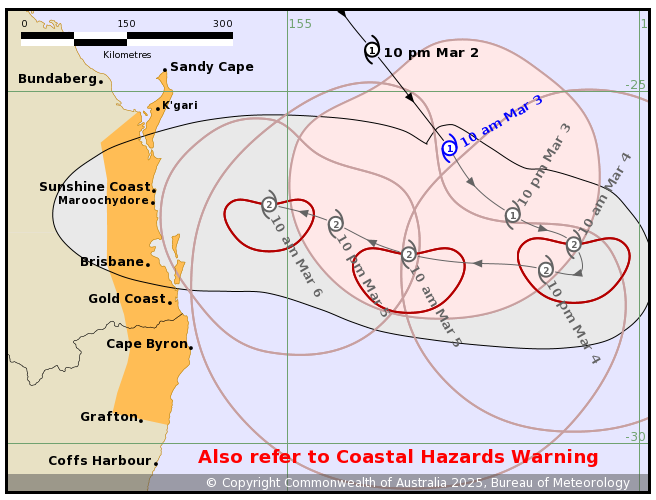 0 150 300
Kilometres
155
-25
-30
10 pm Mar 2
1
Sandy Cape
Bundaberg
K'gari
10 am Mar 3
1
10 pm Mar 3
1
10 am Mar 4
2
Sunshine Coast
Maroochydore
2
10 am Mar 6
2
10 pm Mar 5
2
10 am Mar 5
2
10 pm Mar 4
Brisbane
Gold Coast
Cape Byron
Grafton
Coffs Harbour
Also refer to Coastal Hazards Warning
© Copyright Commonwealth of Australia 2025, Bureau of Meteorology